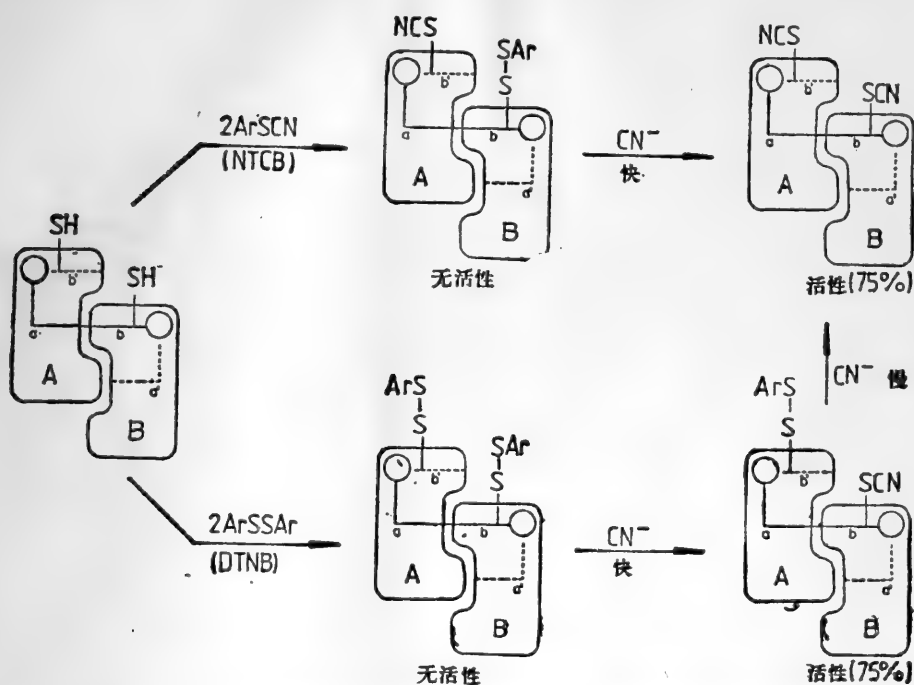 NCS
SAr
S
b'
a
b
a'
A
B
无活性
2ArSCN
(NTCB)
CN⁻
快
NCS
SCN
b'
a
b
a'
A
B
活性(75%)
SH
SH⁻
b'
a
b
a'
A
B
CN⁻ 慢
2ArSSAr
(DTNB)
ArS
S
SAr
S
b'
a
b
a'
A
B
无活性
CN⁻
快
ArS
S
SCN
b'
a
b
a'
A
B
活性(75%)